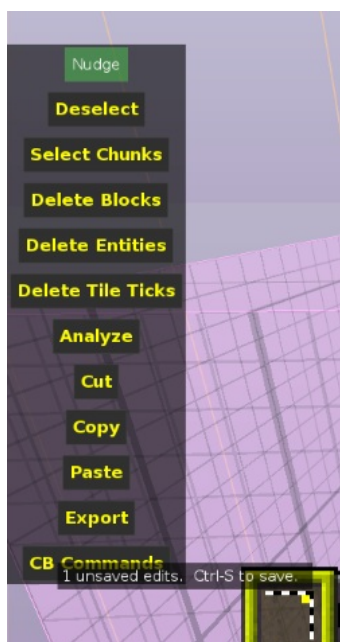 Nudge
Deselect
Select Chunks
Delete Blocks
Delete Entities
Delete Tile Ticks
Analyze
Cut
Copy
Paste
Export
CB Commands
1 unsaved edits. Ctrl-S to save.